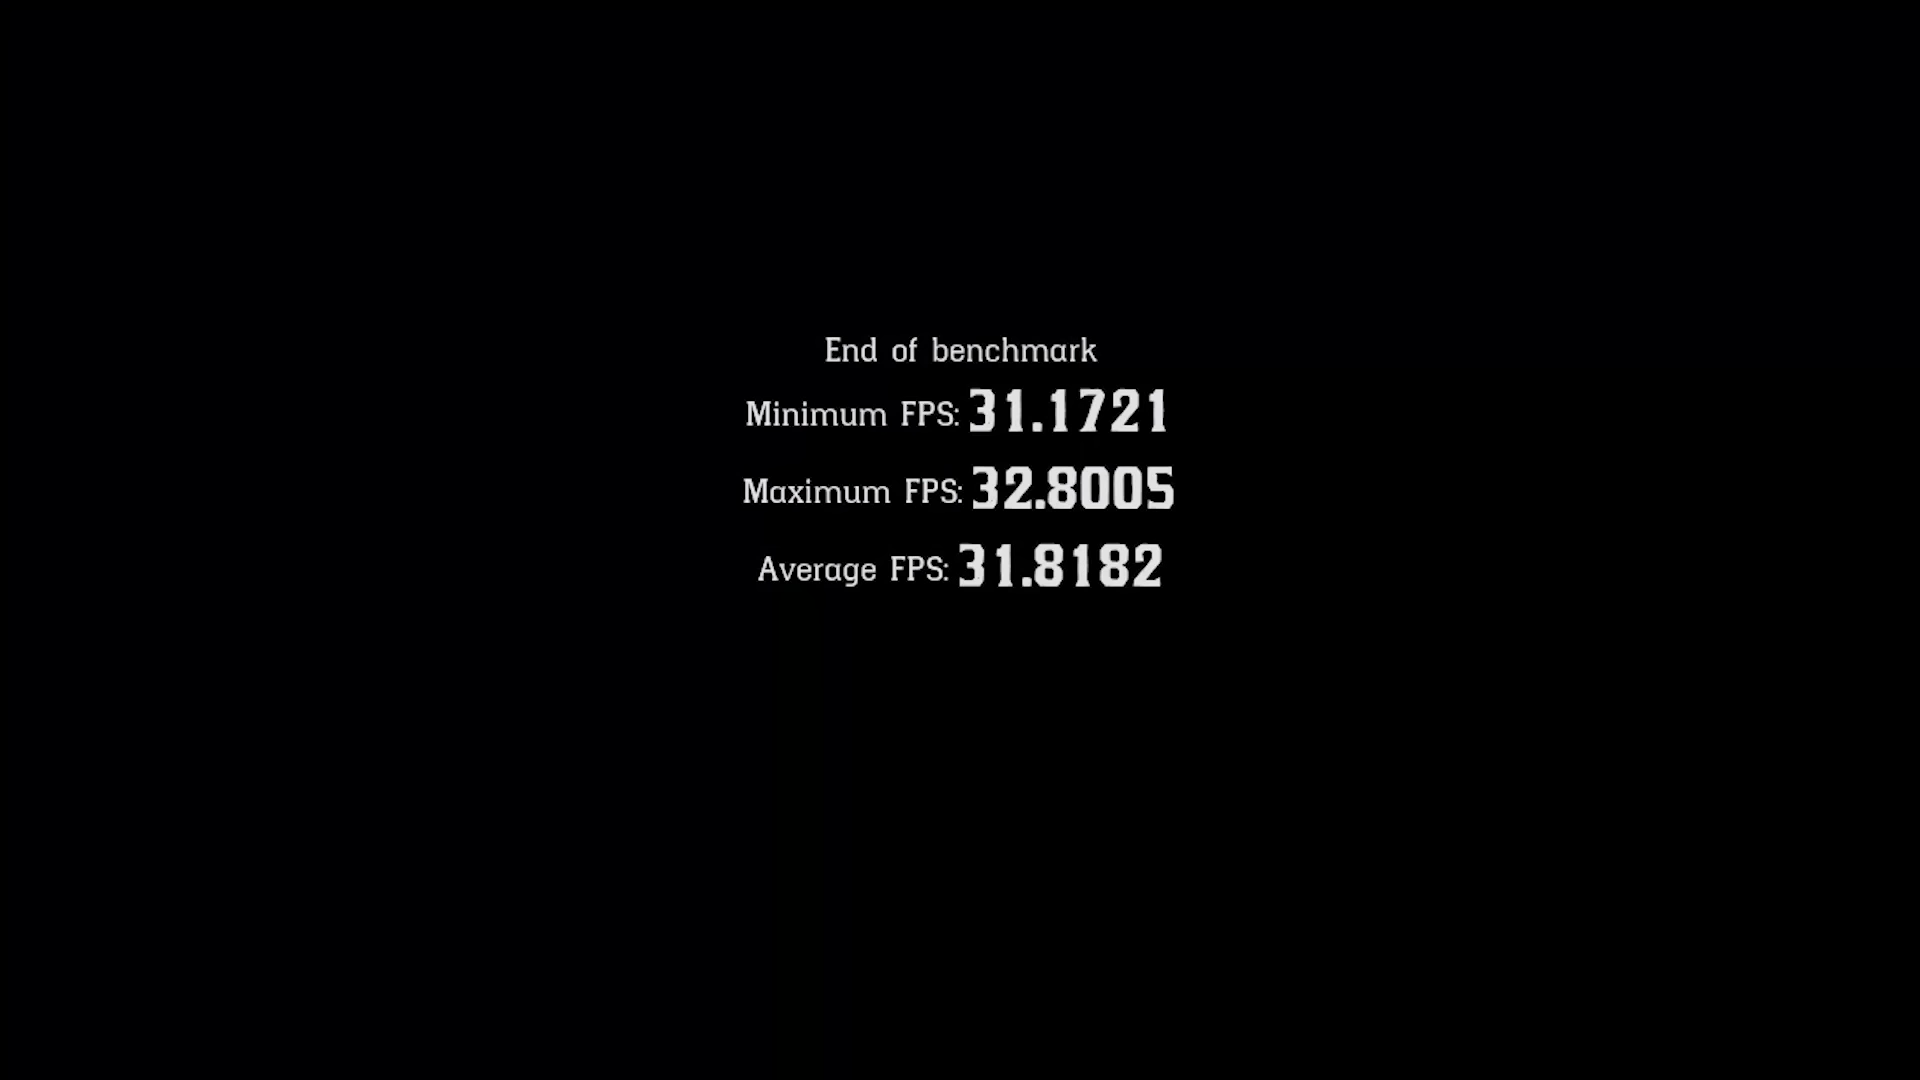 End of benchmark
Minimum FPS: 31.1721
Maximum FPS: 32.8005
Average FPS: 31.8182